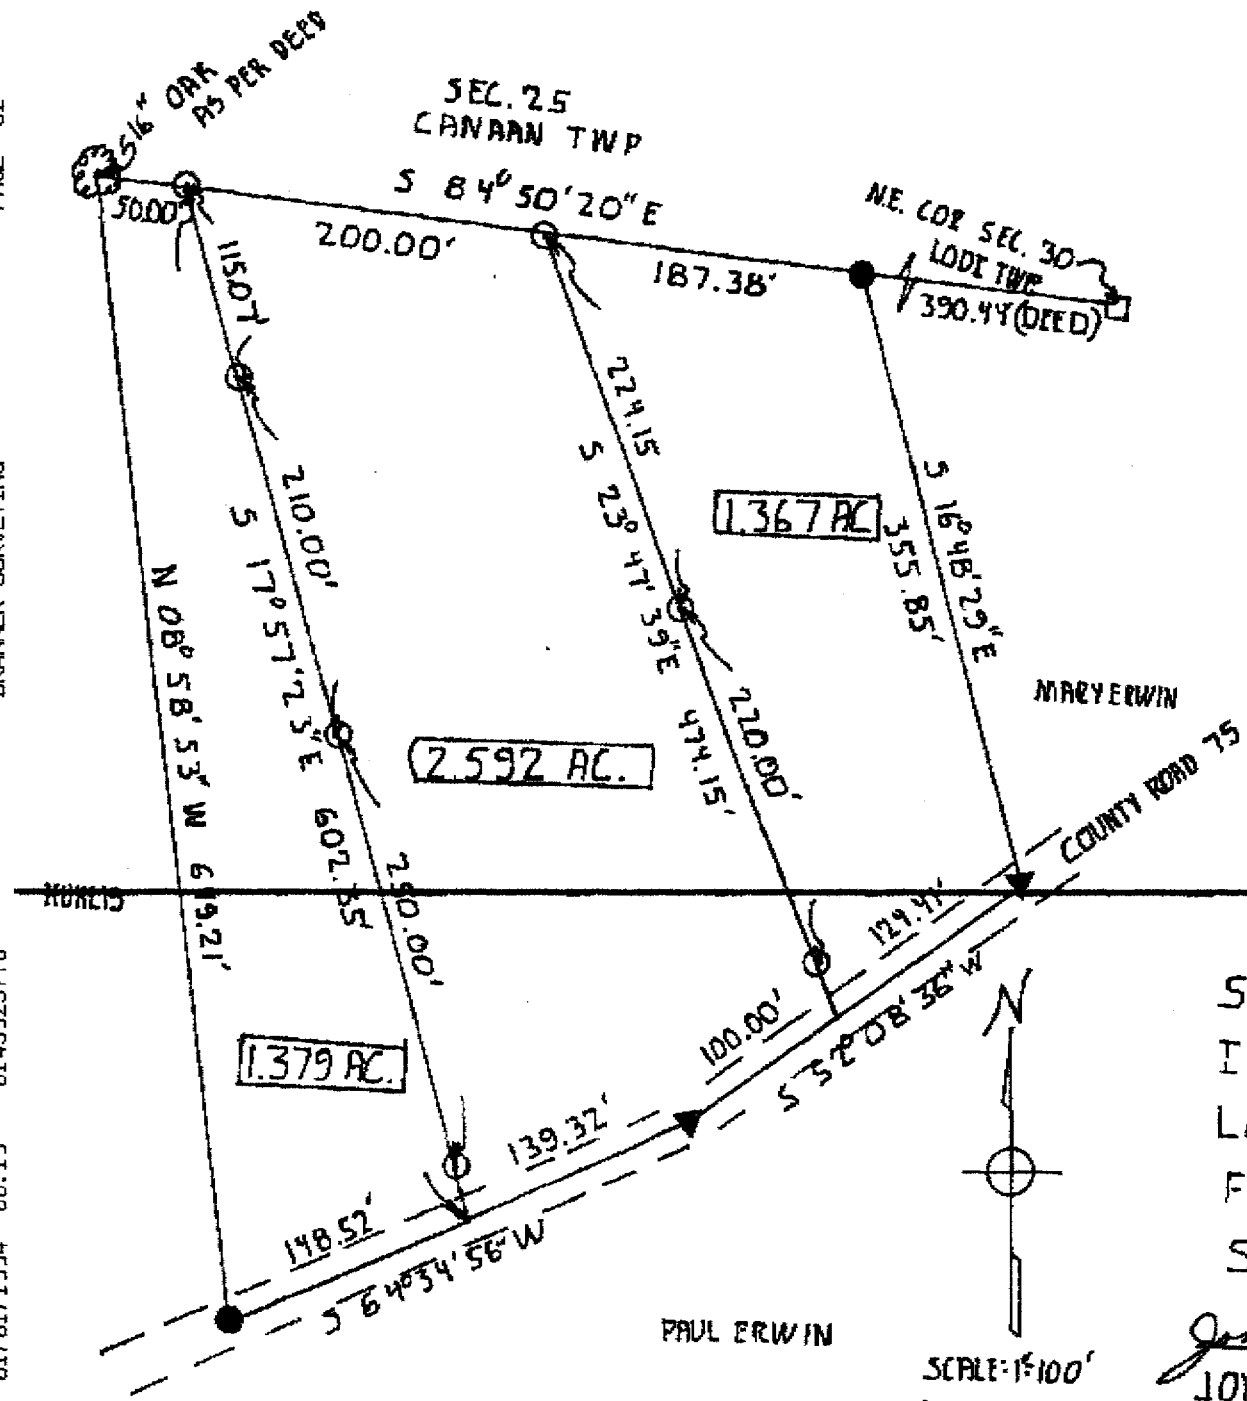 16" OAK
AS PER DEED
SEC. 25
CANAAN TWP
S 84° 50' 20" E
N.E. COR SEC. 30
LODI TWP
390.44 (DEED)
50.00'
200.00'
187.38'
115.07'
224.15
210.00'
S 23° 47' 39" E
474.15'
220.00'
S 17° 57' 23" E
602.35'
250.00'
S 16° 48' 29" E
355.85'
1.367 AC
N 08° 58' 53" W
MARY ERWIN
2.592 AC.
COUNTY ROAD 75
129.47'
S 52° 08' 36" W
100.00'
1.379 AC.
139.32'
148.52'
S 64° 34' 56" W
N
PAUL ERWIN
SCALE: 1"=100'